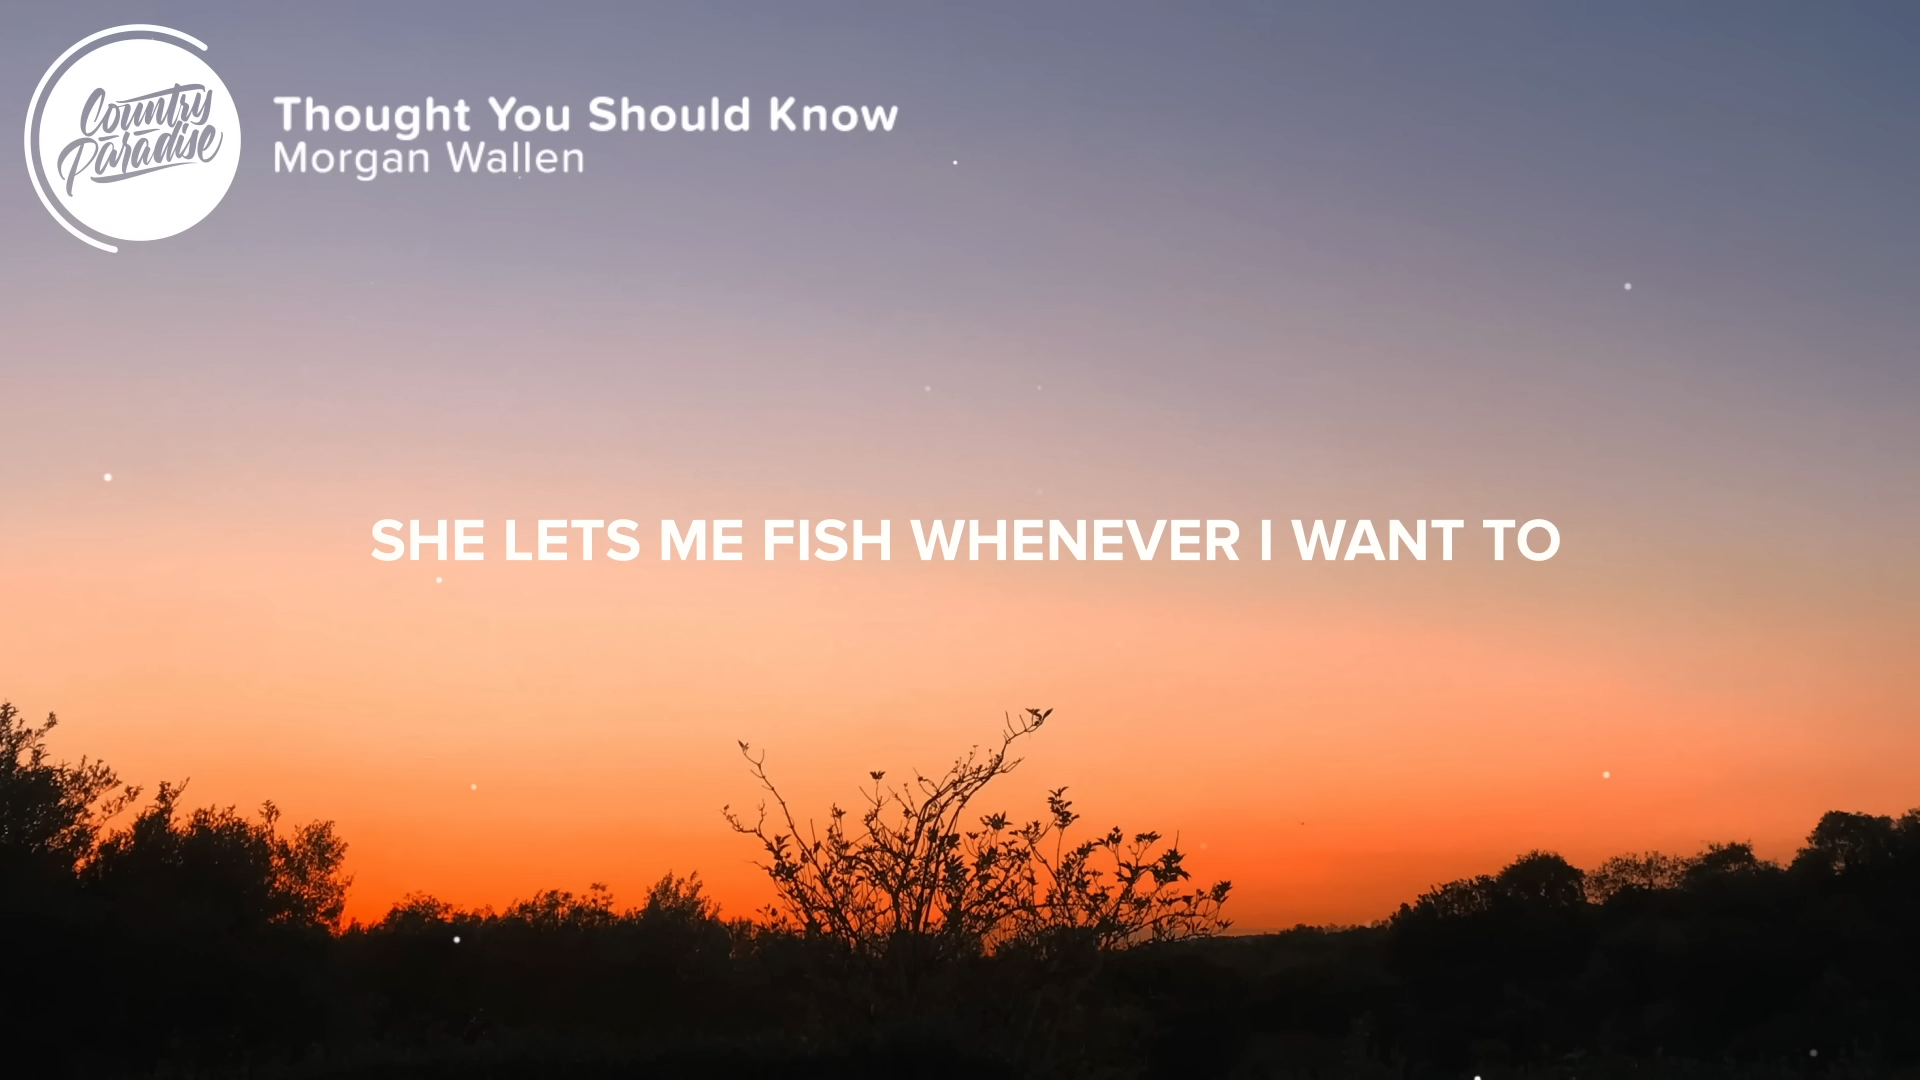 Country
Paradise
Thought You Should Know
Morgan Wallen
SHE LETS ME FISH WHENEVER I WANT TO